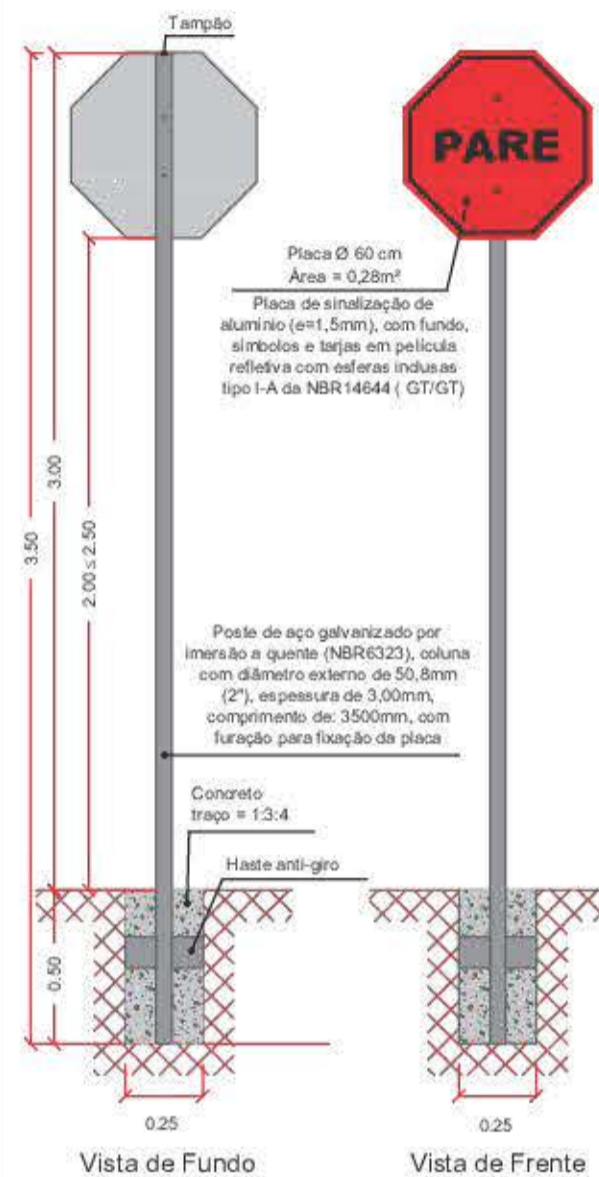 Tampão
PARE
Placa Ø 60 cm
Área = 0,28m²
Placa de sinalização de
alumínio (e=1,5mm), com fundo,
símbolos e tarjas em película
refletiva com esferas inclusas
tipo I-A da NBR14644 ( GT/GT)
3.50
3.00
2.00 ≤ 2.50
Poste de aço galvanizado por
imersão a quente (NBR6323), coluna
com diâmetro externo de 50,8mm
(2"), espessura de 3,00mm,
comprimento de: 3500mm, com
furação para fixação da placa
Concreto
traço = 1:3:4
Haste anti-giro
0.50
0.25
0.25
Vista de Fundo
Vista de Frente